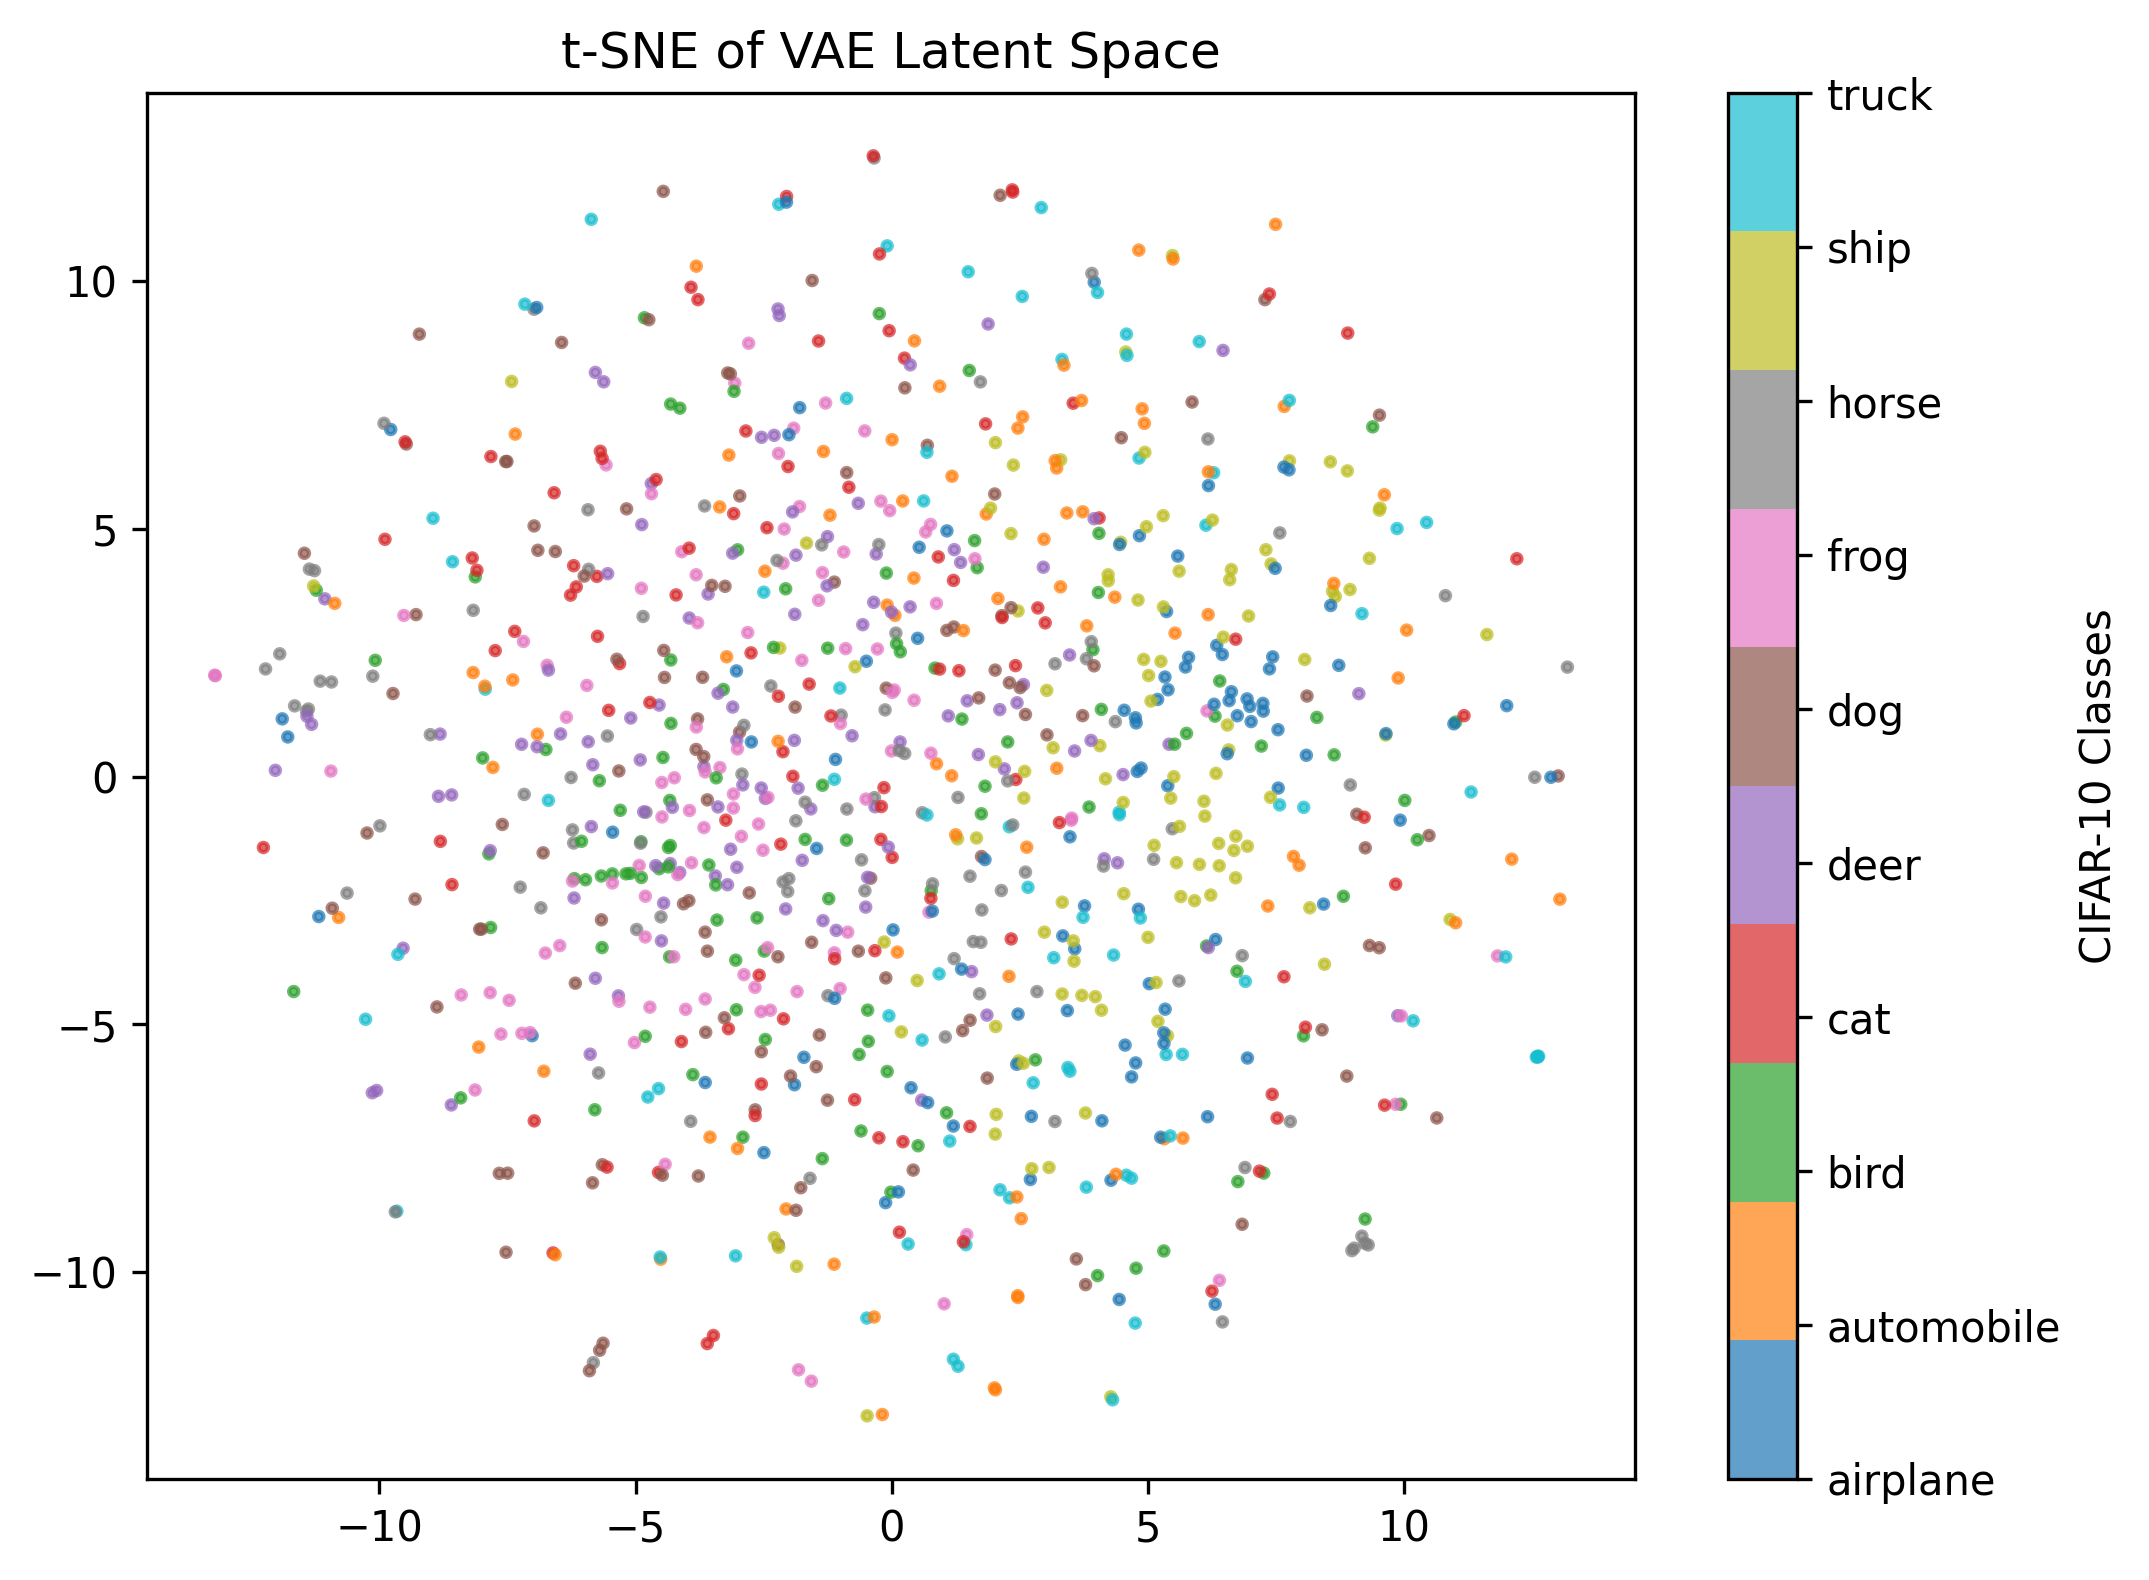 t-SNE of VAE Latent Space
10
5
0
−5
−10
−10
−5
0
5
10
truck
ship
horse
frog
dog
deer
cat
bird
automobile
airplane
CIFAR-10 Classes